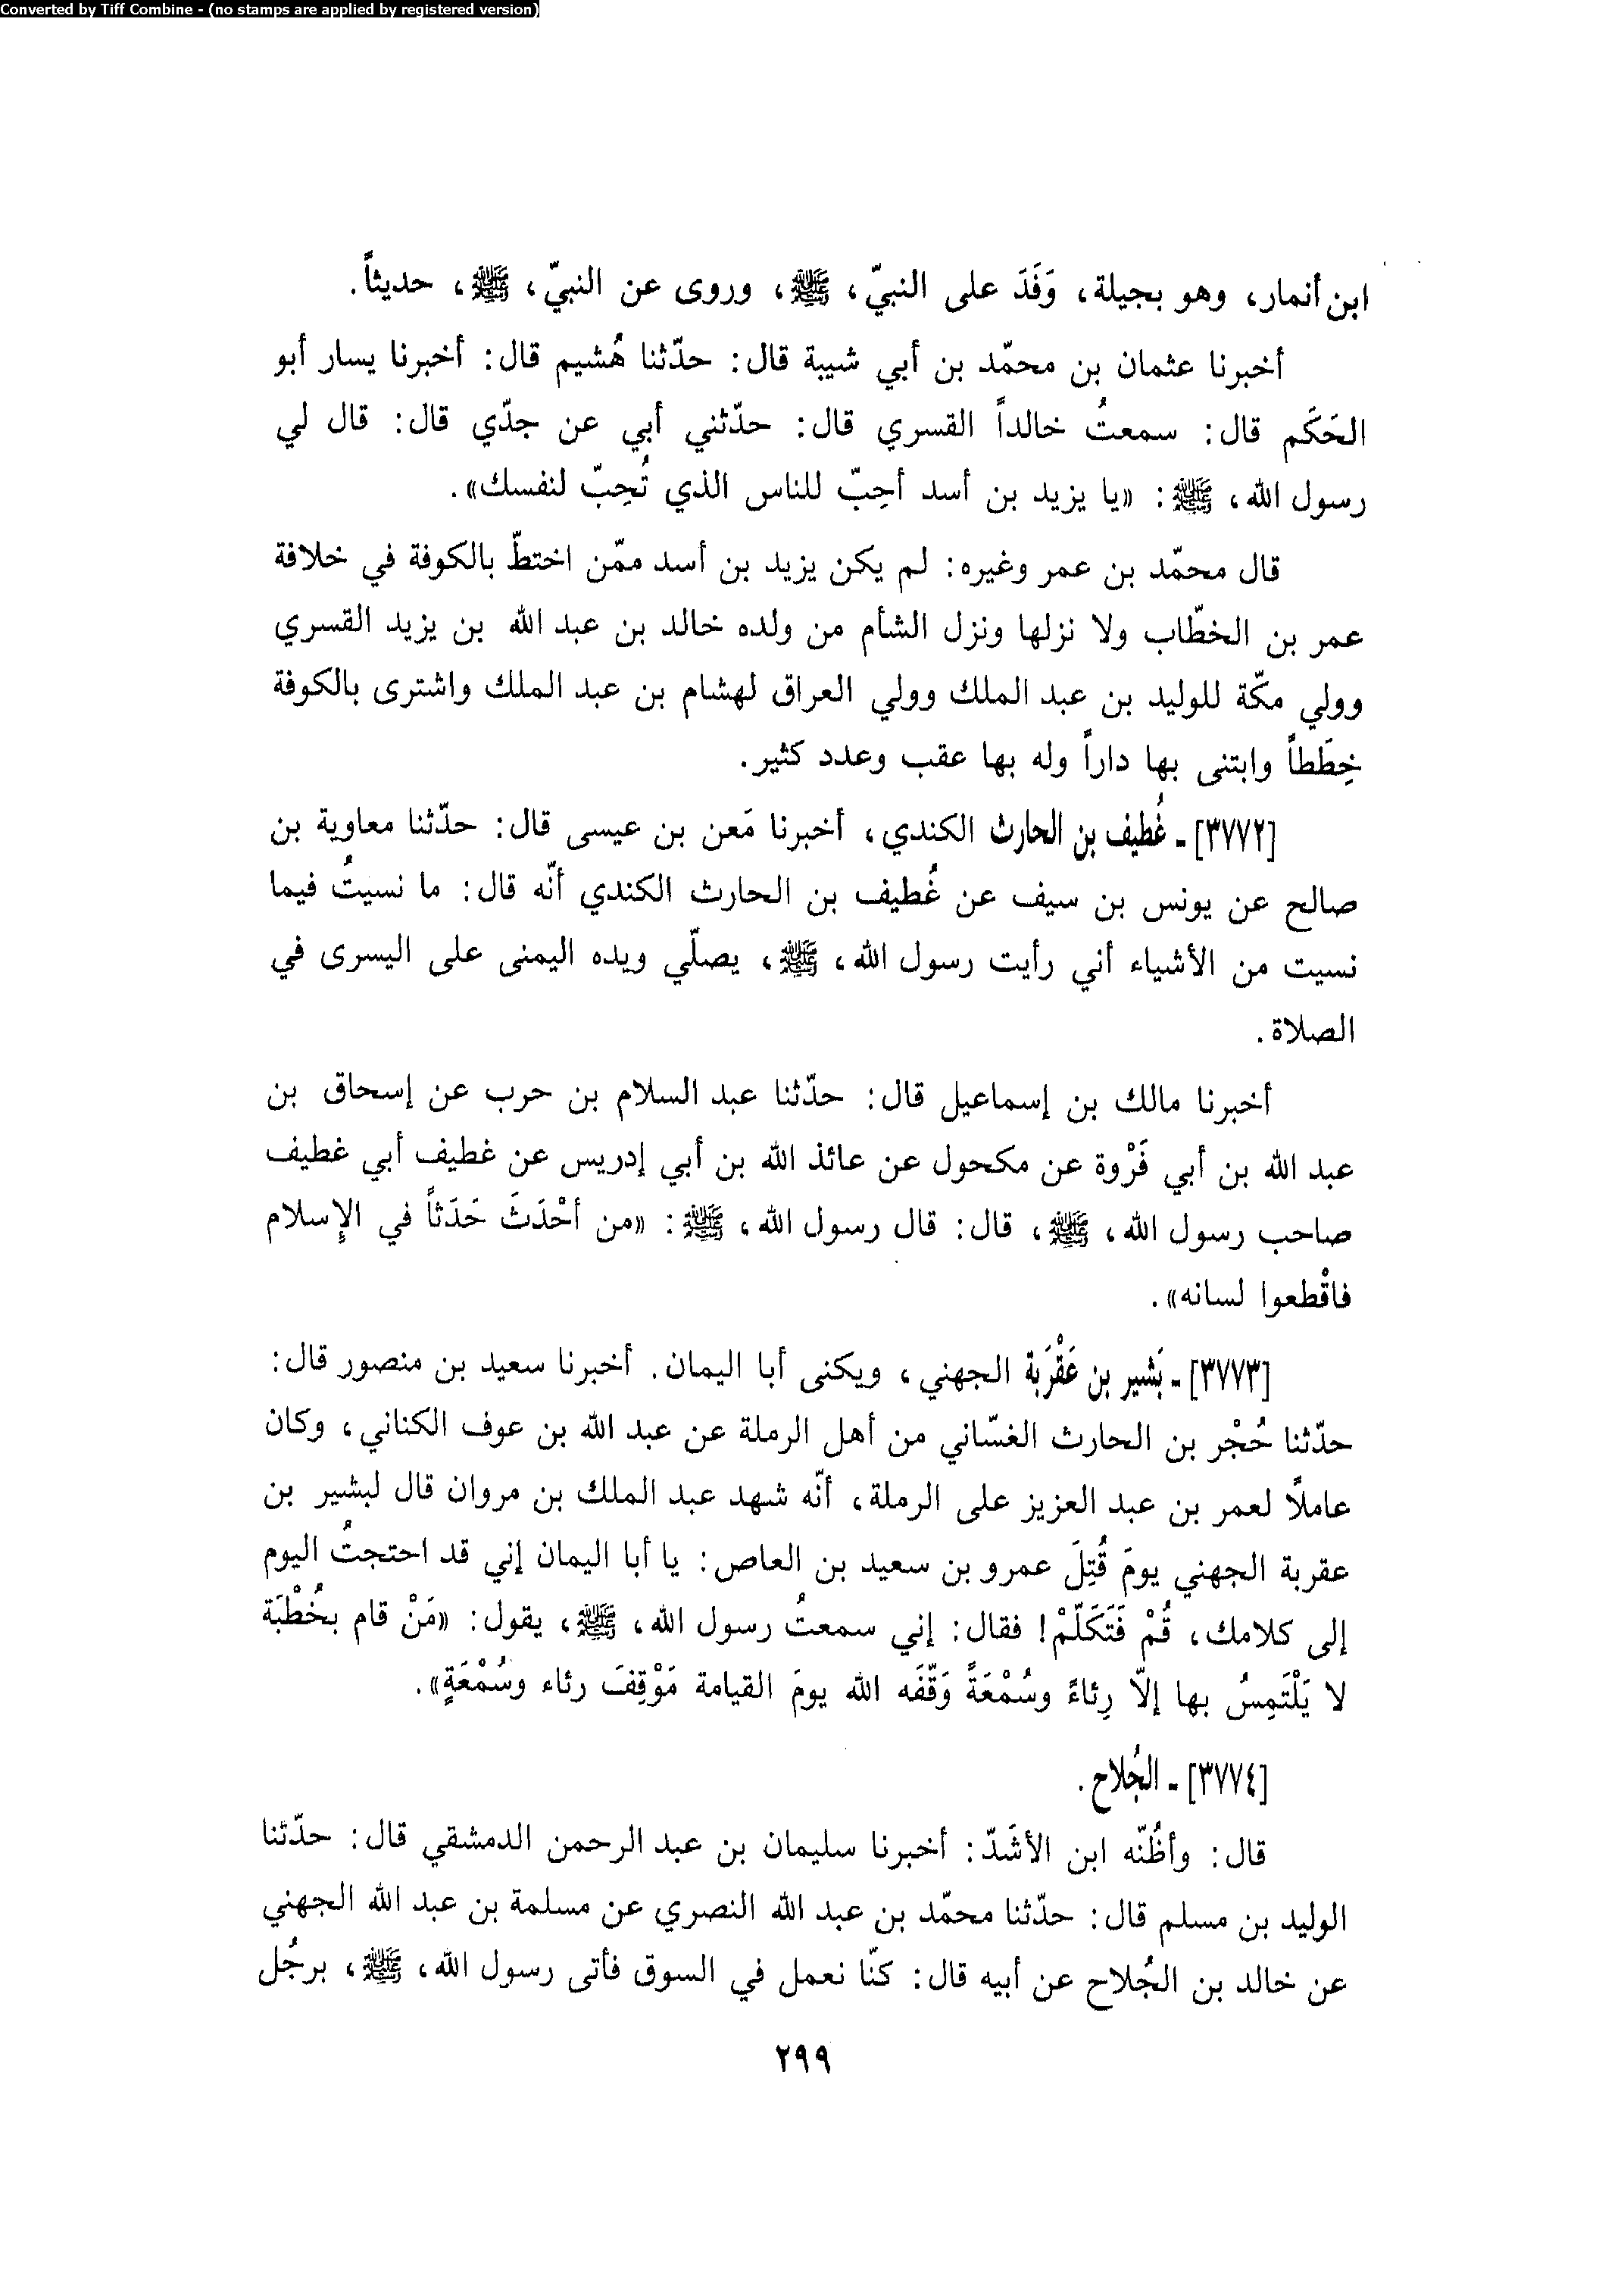 Converted by Tiff Combine - (no stamps are applied by registered version)
ابن أنمار، وهو بجيلة، وَفَدَ على النبيّ، ﷺ، وروى عن النبيّ، ﷺ، حديثاً.
أخبرنا عثمان بن محمّد بن أبي شيبة قال: حدّثنا هُشيم قال: أخبرنا يسار أبو
الحَكَم قال: سمعتُ خالداً القسري قال: حدّثني أبي عن جدّي قال: قال لي
رسول الله، ﷺ: «يا يزيد بن أسد أحِبّ للناس الذي تُحِبّ لنفسك».
قال محمّد بن عمر وغيره: لم يكن يزيد بن أسد ممّن اختطّ بالكوفة في خلافة
عمر بن الخطّاب ولا نزلها ونزل الشأم من ولده خالد بن عبد الله بن يزيد القسري
وولي مكّة للوليد بن عبد الملك وولي العراق لهشام بن عبد الملك واشترى بالكوفة
خِطَطاً وابتنى بها داراً وله بها عقب وعدد كثير.
[٣٧٧٢] - غُطيف بن الحارث الكندي، أخبرنا مَعن بن عيسى قال: حدّثنا معاوية بن
صالح عن يونس بن سيف عن غُطيف بن الحارث الكندي أنّه قال: ما نسيتُ فيما
نسيت من الأشياء أني رأيت رسول الله، ﷺ، يصلّي ويده اليمنى على اليسرى في
الصلاة.
أخبرنا مالك بن إسماعيل قال: حدّثنا عبد السلام بن حرب عن إسحاق بن
عبد الله بن أبي فَرْوة عن مكحول عن عائذ الله بن أبي إدريس عن غطيف أبي غطيف
صاحب رسول الله، ﷺ، قال: قال رسول الله، ﷺ: «من أحْدَثَ حَدَثاً في الإِسلام
فاقْطعوا لسانه».
[٣٧٧٣] - بَشير بن عَقْرَبة الجهني، ويكنى أبا اليمان. أخبرنا سعيد بن منصور قال:
حدّثنا حُجْر بن الحارث الغسّاني من أهل الرملة عن عبد الله بن عوف الكناني، وكان
عاملًا لعمر بن عبد العزيز على الرملة، أنّه شهد عبد الملك بن مروان قال لبشير بن
عقربة الجهني يومَ قُتِلَ عمرو بن سعيد بن العاص: يا أبا اليمان إني قد احتجتُ اليوم
إلى كلامك، قُمْ فَتَكَلّمْ! فقال: إني سمعتُ رسول الله، ﷺ، يقول: «مَنْ قام بخُطْبَة
لا يَلْتَمِسُ بها إلاّ رِئاءً وسُمْعَةً وَقّفَه الله يومَ القيامة مَوْقِفَ رئاء وسُمْعَةٍ».
[٣٧٧٤] - الجُلاح.
قال: وأظُنّه ابن الأشَدّ: أخبرنا سليمان بن عبد الرحمن الدمشقي قال: حدّثنا
الوليد بن مسلم قال: حدّثنا محمّد بن عبد الله النصري عن مسلمة بن عبد الله الجهني
عن خالد بن الجُلاح عن أبيه قال: كنّا نعمل في السوق فأتى رسول الله، ﷺ، برجُل
٢٩٩